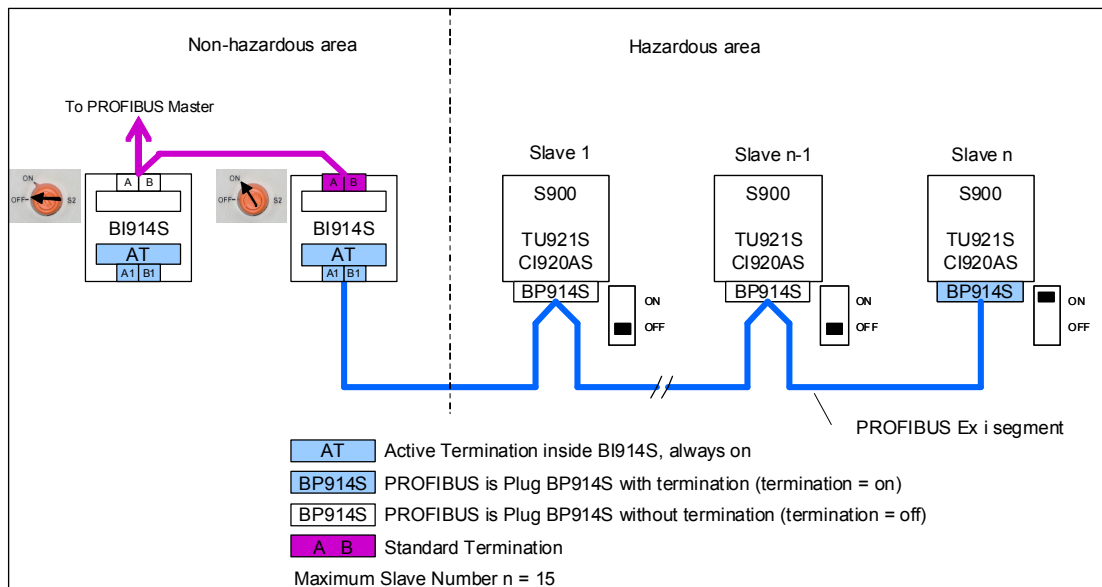 Non-hazardous area
Hazardous area
To PROFIBUS Master
ON
OFF
S2
A B
BI914S
AT
A1 B1
ON
OFF
S2
A B
BI914S
AT
A1 B1
Slave 1
S900
TU921S
CI920AS
BP914S
ON
OFF
Slave n-1
S900
TU921S
CI920AS
BP914S
ON
OFF
Slave n
S900
TU921S
CI920AS
BP914S
ON
OFF
PROFIBUS Ex i segment
AT Active Termination inside BI914S, always on
BP914S PROFIBUS is Plug BP914S with termination (termination = on)
BP914S PROFIBUS is Plug BP914S without termination (termination = off)
A B Standard Termination
Maximum Slave Number n = 15